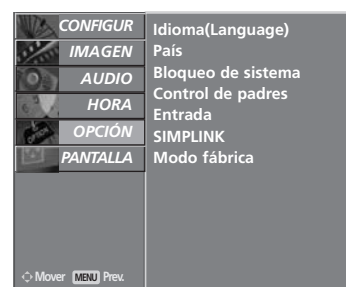 CONFIGUR
IMAGEN
AUDIO
HORA
OPCIÓN
PANTALLA
Idioma(Language)
País
Bloqueo de sistema
Control de padres
Entrada
SIMPLINK
Modo fábrica
Mover MENU Prev.